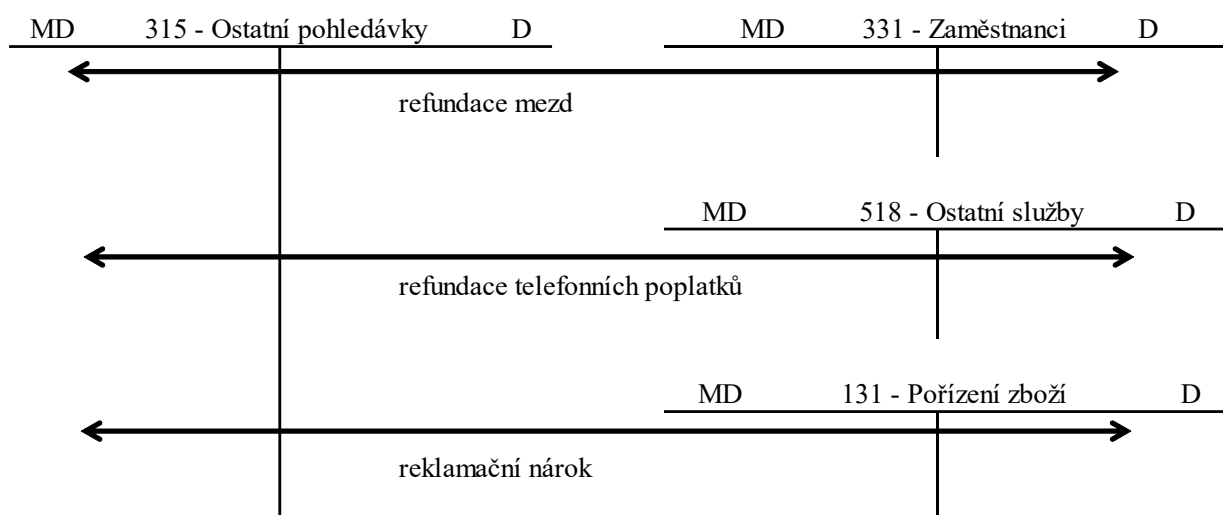 MD 315 - Ostatní pohledávky D MD 331 - Zaměstnanci D
refundace mezd
MD 518 - Ostatní služby D
refundace telefonních poplatků
MD 131 - Pořízení zboží D
reklamační nárok